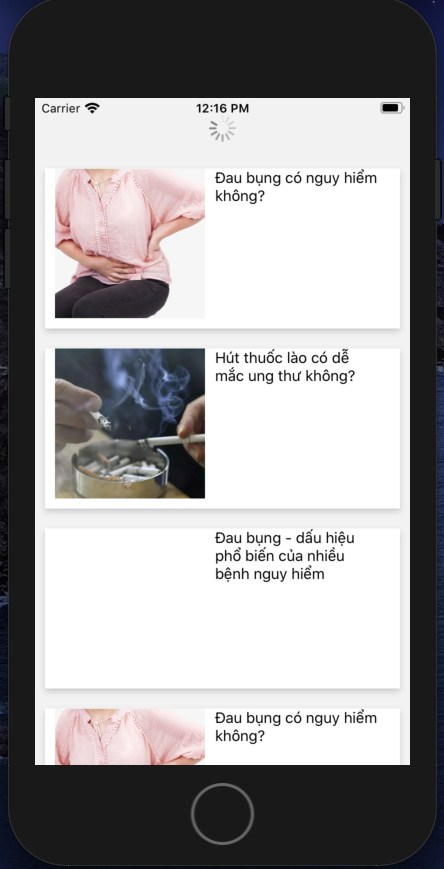 Carrier
12:16 PM
Đau bụng có nguy hiểm
không?
Hút thuốc lào có dễ
mắc ung thư không?
Đau bụng - dấu hiệu
phổ biến của nhiều
bệnh nguy hiểm
Đau bụng có nguy hiểm
không?